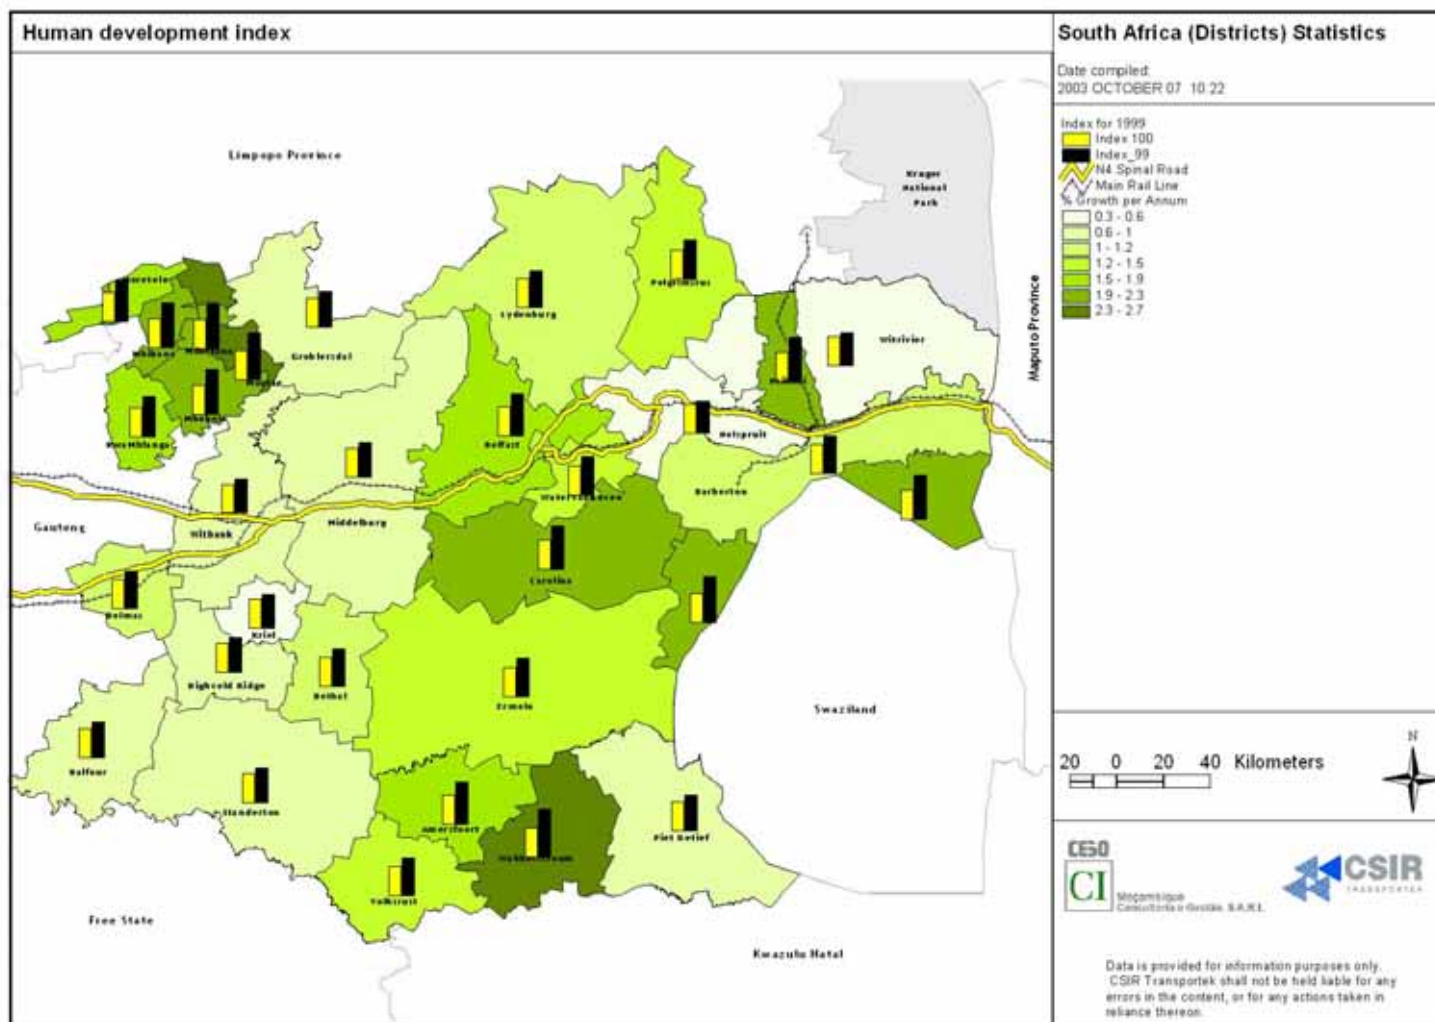 Human development index
South Africa (Districts) Statistics
Date compiled:
2003 OCTOBER 07 10 22
Index for 1999
Index 100
Index_99
N4 Spinal Road
Main Rail Line
% Growth per Annum
0.3 - 0.6
0.6 - 1
1 - 1.2
1.2 - 1.5
1.5 - 1.9
1.9 - 2.3
2.3 - 2.7
Limpopo Province
Kruger
National
Park
Maputo Province
Pelgrimsrus
Lydenburg
Groblersdal
Witrivier
Belfast
Nelspruit
Barberton
Gauteng
Witbank
Middelburg
Carolina
Delmas
Kriel
Highveld Ridge
Bethal
Ermelo
Swaziland
Balfour
Standerton
Amersfoort
Piet Retief
Volksrust
Free State
Kwazulu Natal
20 0 20 40 Kilometers
N
CESO
CI
Moçambique
Consultoria e Gestão, S.A.R.L
CSIR
TRANSPORTEK
Data is provided for information purposes only.
CSIR Transportek shall not be held liable for any
errors in the content, or for any actions taken in
reliance thereon.